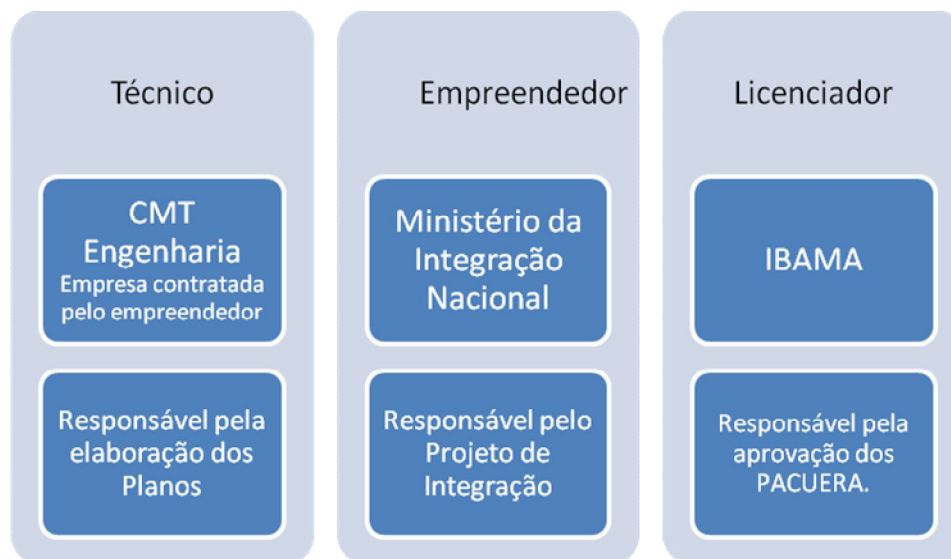 Técnico
CMT
Engenharia
Empresa contratada
pelo empreendedor
Responsável pela
elaboração dos
Planos
Empreendedor
Ministério da
Integração
Nacional
Responsável pelo
Projeto de
Integração
Licenciador
IBAMA
Responsável pela
aprovação dos
PACUERA.